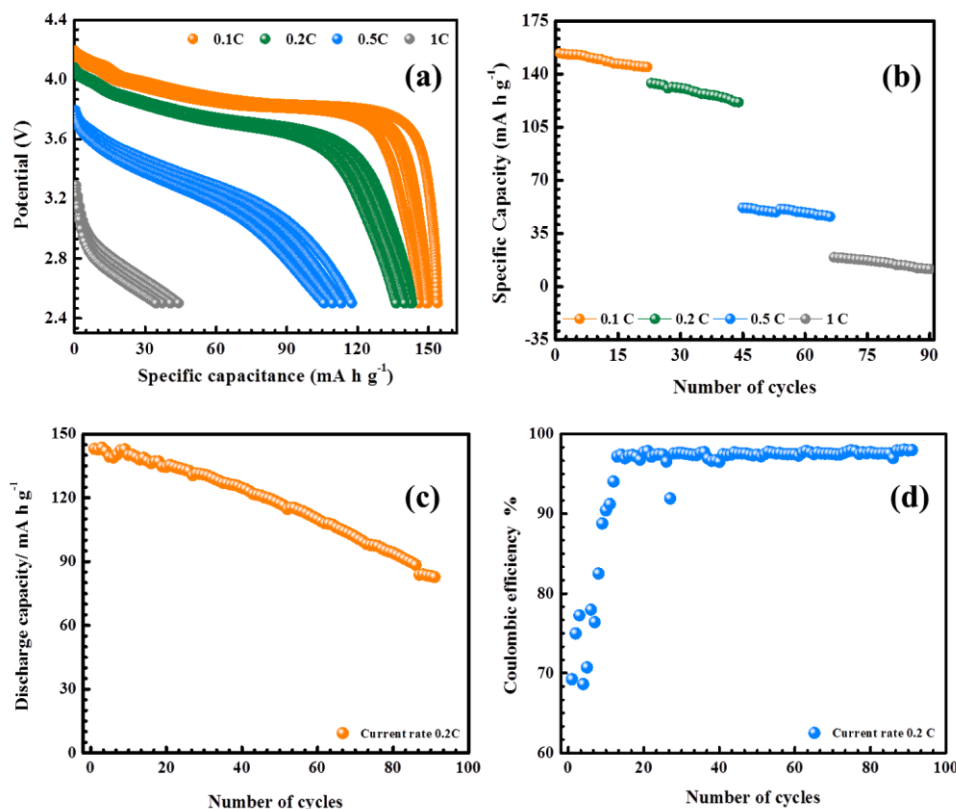 4.4
4.0
3.6
3.2
2.8
2.4
Potential (V)
0.1C 0.2C 0.5C 1C
(a)
0 30 60 90 120 150
Specific capacitance (mA h g-1)
175
150
105
70
35
0
-35
Specific Capacity (mA h g-1)
(b)
0.1 C 0.2 C 0.5 C 1 C
0 15 30 45 60 75 90
Number of cycles
150
120
90
60
30
0
Discharge capacity/ mA h g-1
(c)
Current rate 0.2C
0 20 40 60 80 100
Number of cycles
100
90
80
70
60
Coulombic efficiency %
(d)
Current rate 0.2 C
0 20 40 60 80 100
Number of cycles